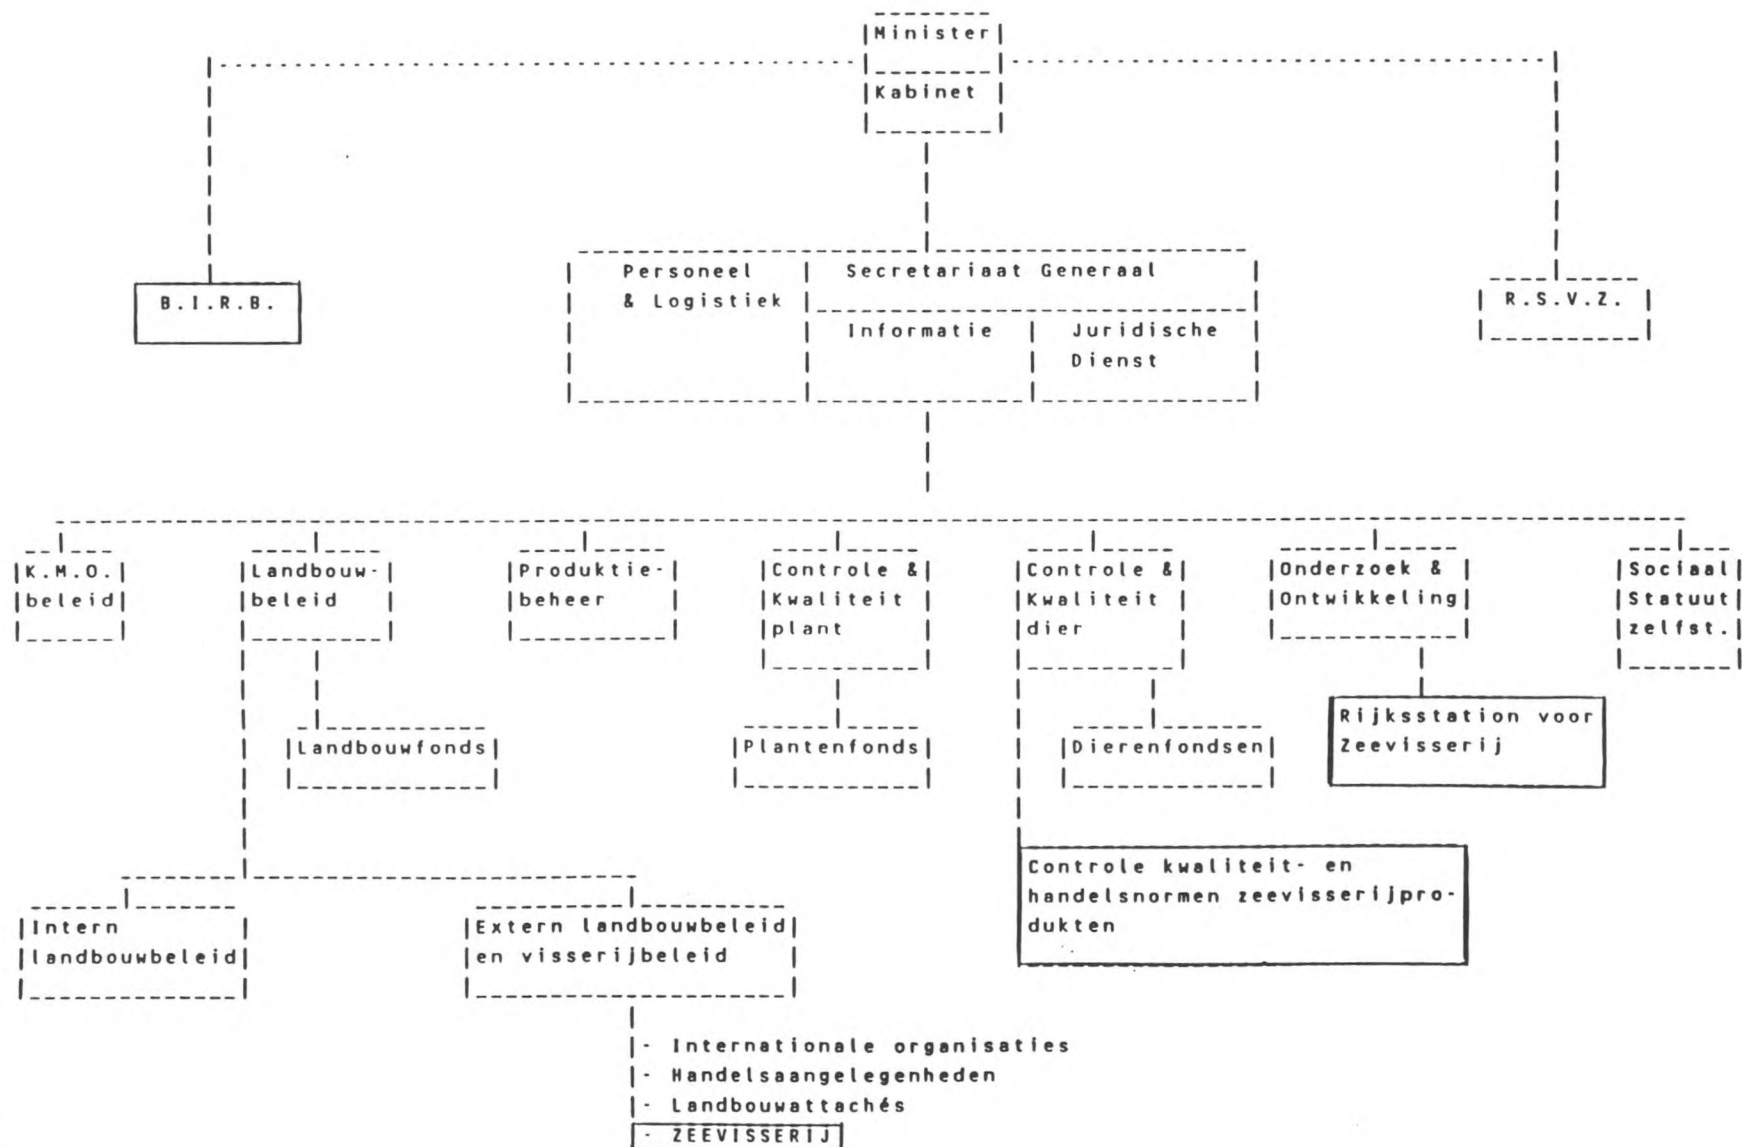 Minister
Kabinet
B.I.R.B.
Personeel
& Logistiek
Secretariaat Generaal
Informatie
Juridische
Dienst
R.S.V.Z.
K.M.O.
beleid
Landbouw-
beleid
Produktie-
beheer
Controle &
Kwaliteit
plant
Controle &
Kwaliteit
dier
Onderzoek &
Ontwikkeling
Sociaal
Statuut
zelfst.
Landbouwfonds
Plantenfonds
Dierenfondsen
Rijksstation voor
Zeevisserij
Controle kwaliteit- en
handelsnormen zeevisserijpro-
dukten
Intern
landbouwbeleid
Extern landbouwbeleid
en visserijbeleid
- Internationale organisaties
- Handelsaangelegenheden
- Landbouwattachés
- ZEEVISSERIJ